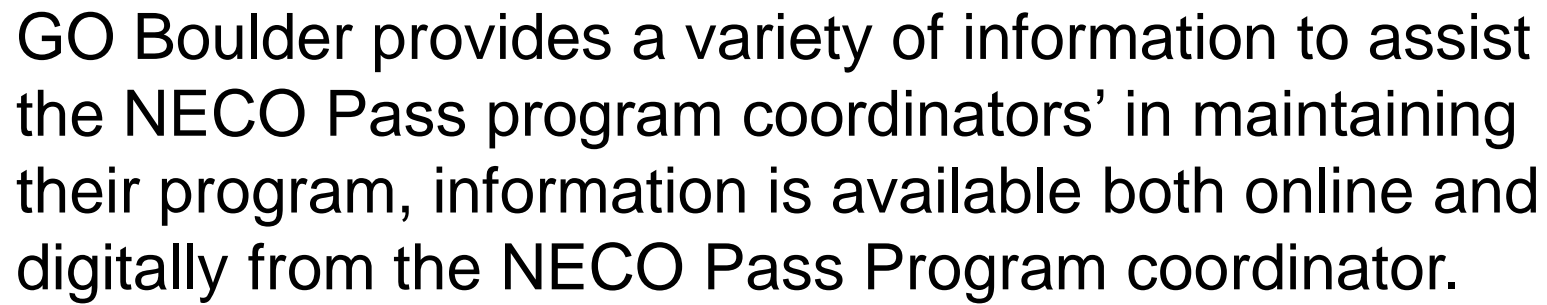 GO Boulder provides a variety of information to assist
the NECO Pass program coordinators’ in maintaining
their program, information is available both online and
digitally from the NECO Pass Program coordinator.